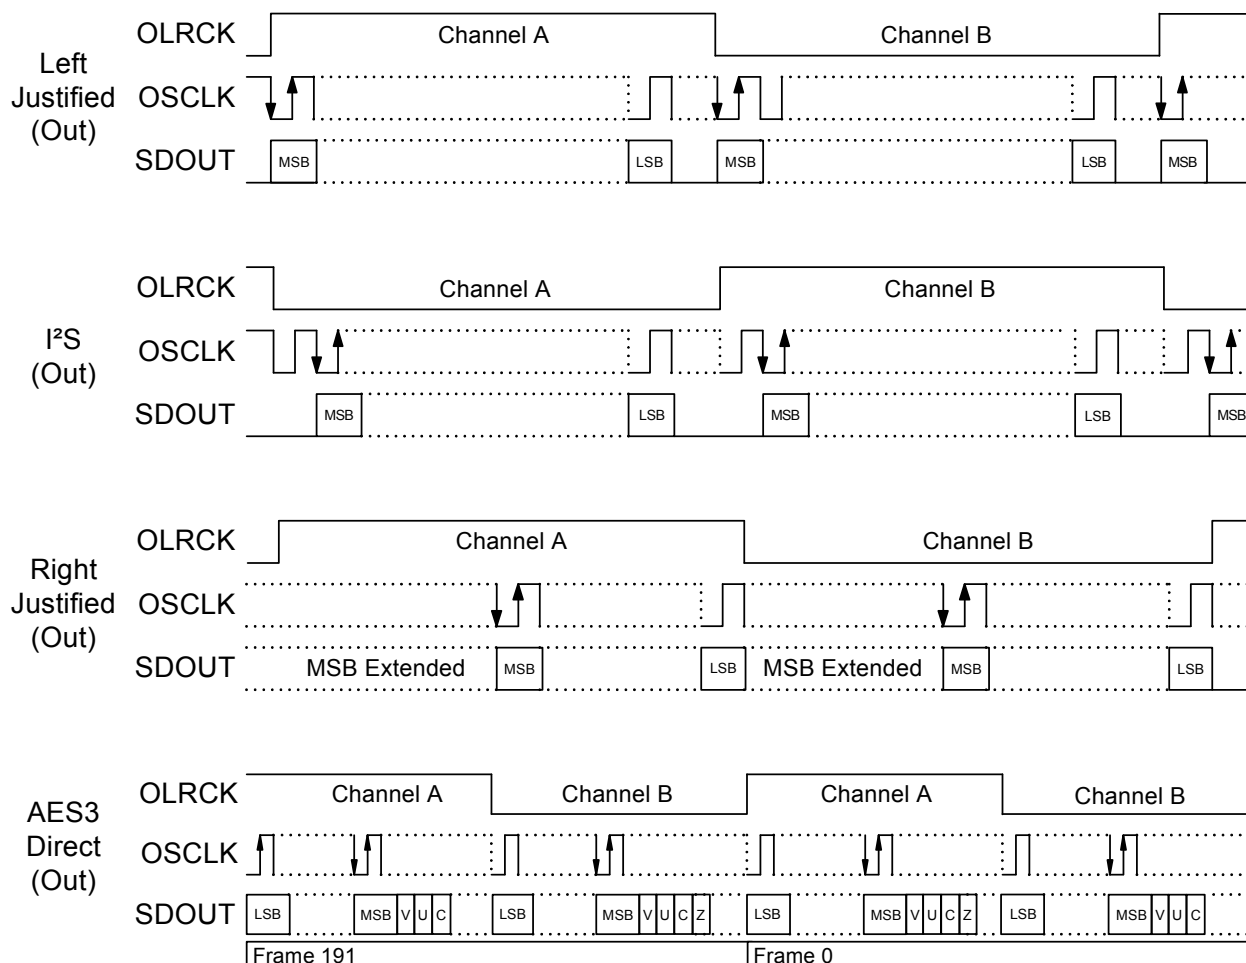 OLRCK Channel A Channel B
Left Justified (Out)
OSCLK
SDOUT MSB LSB MSB LSB MSB
OLRCK Channel A Channel B
I²S (Out)
OSCLK
SDOUT MSB LSB MSB LSB MSB
OLRCK Channel A Channel B
Right Justified (Out)
OSCLK
SDOUT MSB Extended MSB LSB MSB Extended MSB LSB
OLRCK Channel A Channel B Channel A Channel B
AES3 Direct (Out)
OSCLK
SDOUT LSB MSB V U C LSB MSB V U C Z LSB MSB V U C Z LSB MSB V U C
Frame 191 Frame 0